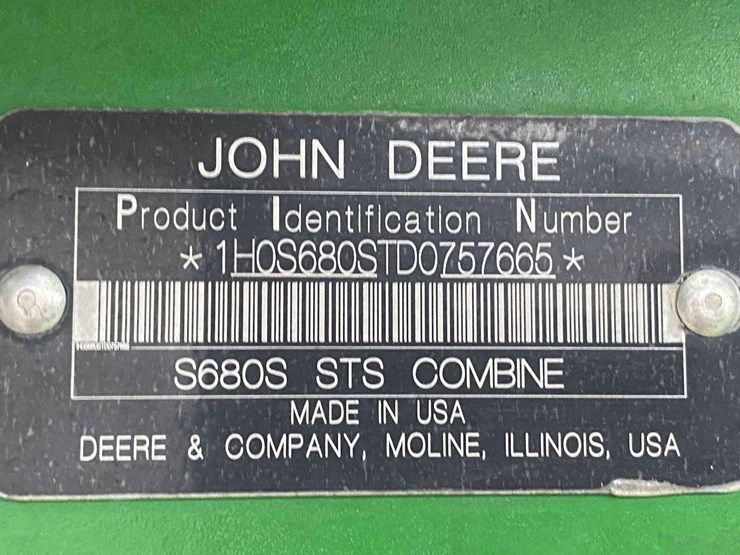 JOHN DEERE
Product Identification Number
*1H0S680STD0757665*
S680S STS COMBINE
MADE IN USA
DEERE & COMPANY, MOLINE, ILLINOIS, USA